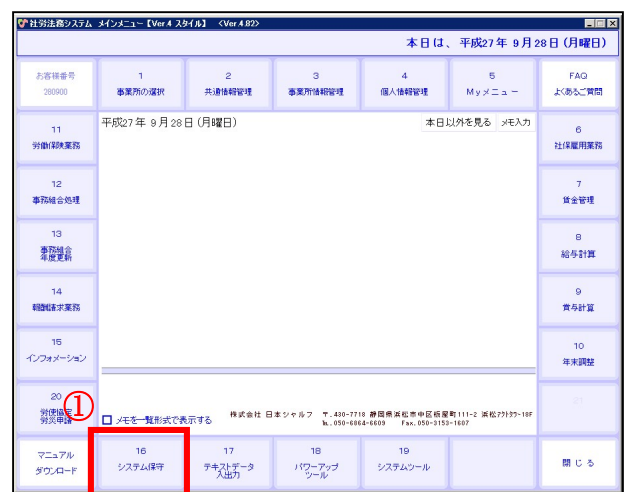 社労法務システム メインメニュー【Ver.4 スタイル】 <Ver.4.82>
本日は、平成27年 9月28日（月曜日）
お客様番号
280900
1
事業所の選択
2
共通情報管理
3
事業所情報管理
4
個人情報管理
5
Myメニュー
FAQ
よくあるご質問
11
労働保険業務
12
事務組合処理
13
事務組合
年度更新
14
報酬請求業務
15
インフォメーション
20
労使協定
労災申請
①
平成27年 9月28日（月曜日）
本日以外を見る
メモ入力
メモを一覧形式で表示する
株式会社 日本シャルフ 〒.430-7718 静岡県浜松市中区板屋町111-2 浜松アクトタワー18F
℡.050-6864-6609 Fax.050-3153-1607
6
社保雇用業務
7
賃金管理
8
給与計算
9
賞与計算
10
年末調整
21
マニュアル
ダウンロード
16
システム保守
17
テキストデータ
入出力
18
パワーアップ
ツール
19
システムツール
閉じる